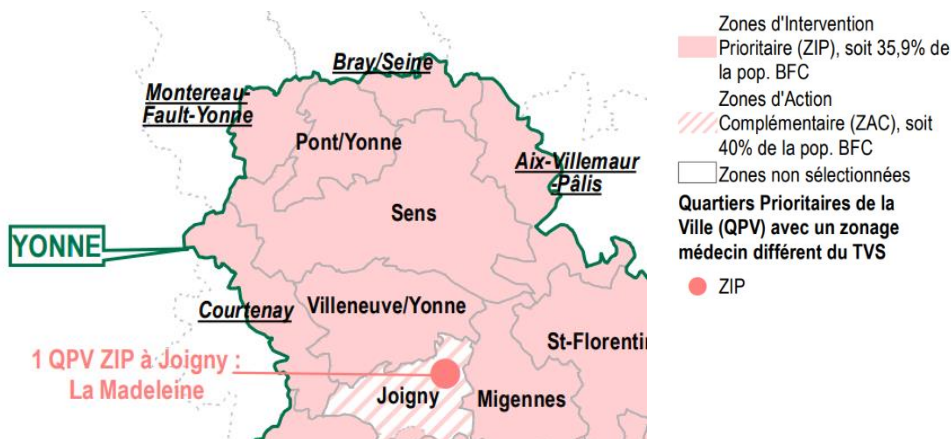 Bray/Seine
Montereau-
Fault-Yonne
Pont/Yonne
Aix-Villemaur
-Pâlis
Sens
YONNE
Courtenay
Villeneuve/Yonne
St-Florenti
1 QPV ZIP à Joigny :
La Madeleine
Joigny
Migennes
Zones d'Intervention
Prioritaire (ZIP), soit 35,9% de
la pop. BFC
Zones d'Action
Complémentaire (ZAC), soit
40% de la pop. BFC
Zones non sélectionnées
Quartiers Prioritaires de la
Ville (QPV) avec un zonage
médecin différent du TVS
ZIP